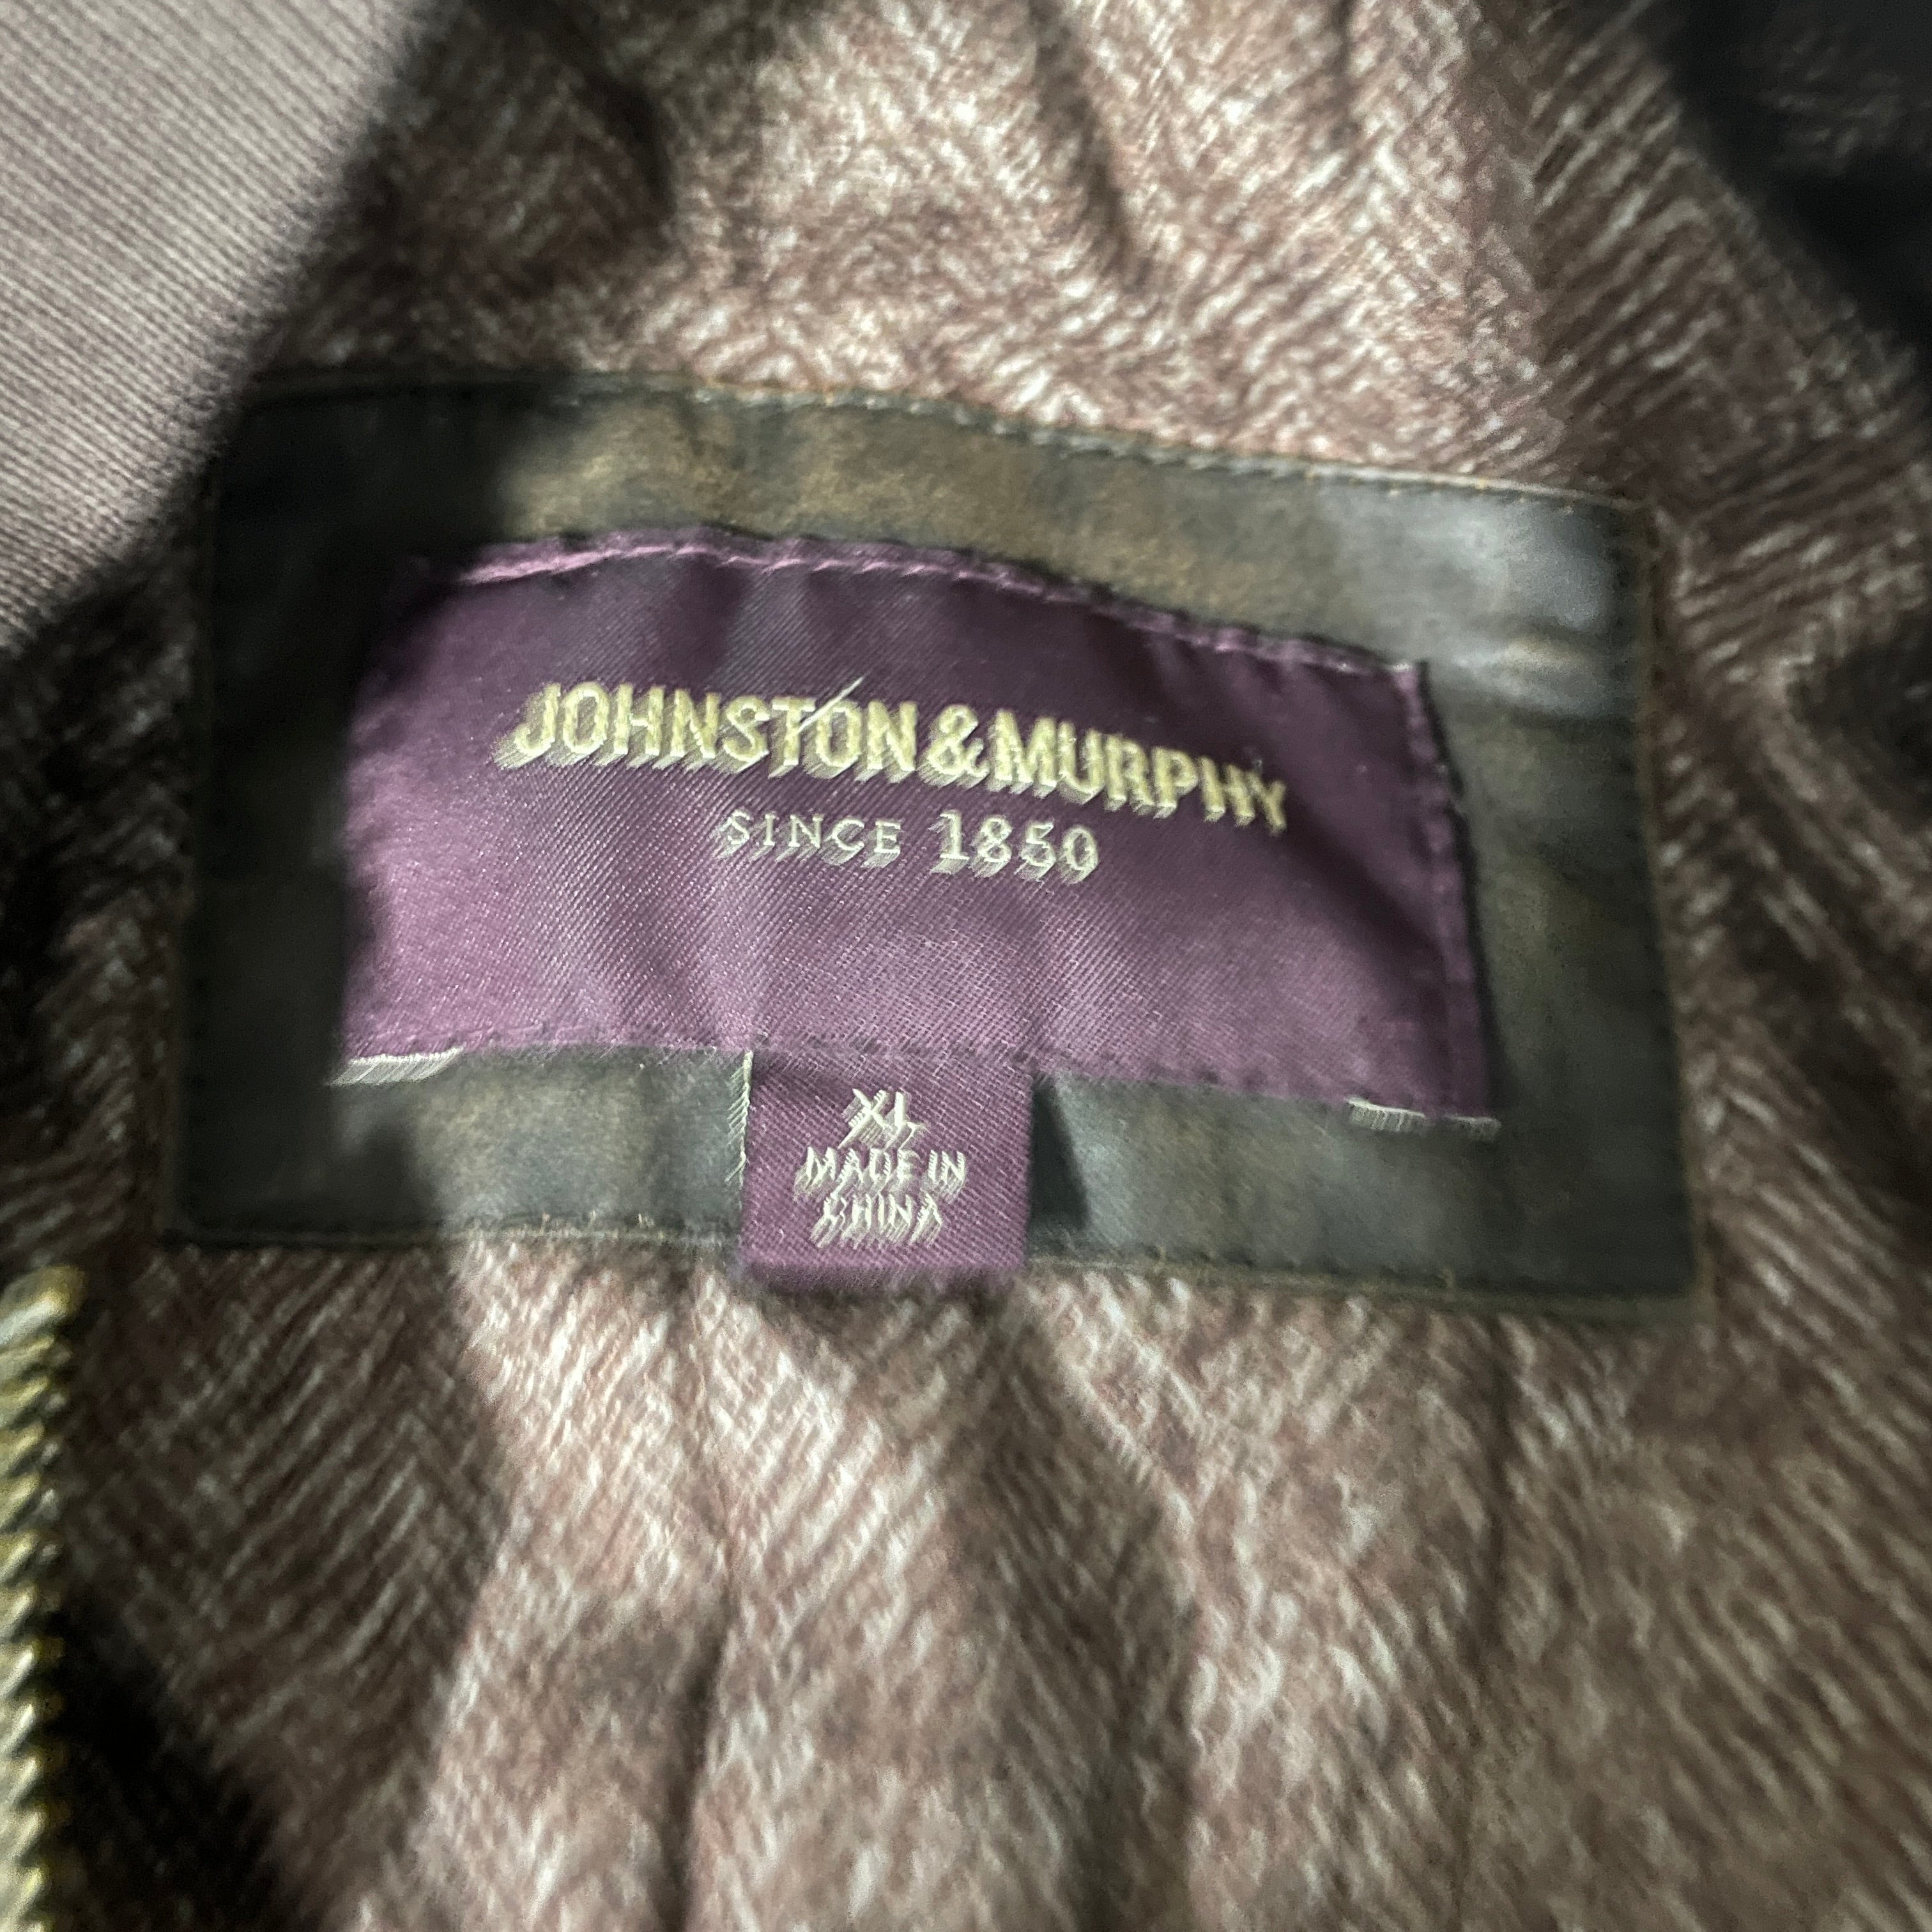 JOHNSTON & MURPHY
SINCE 1850
XL
MADE IN
CHINA